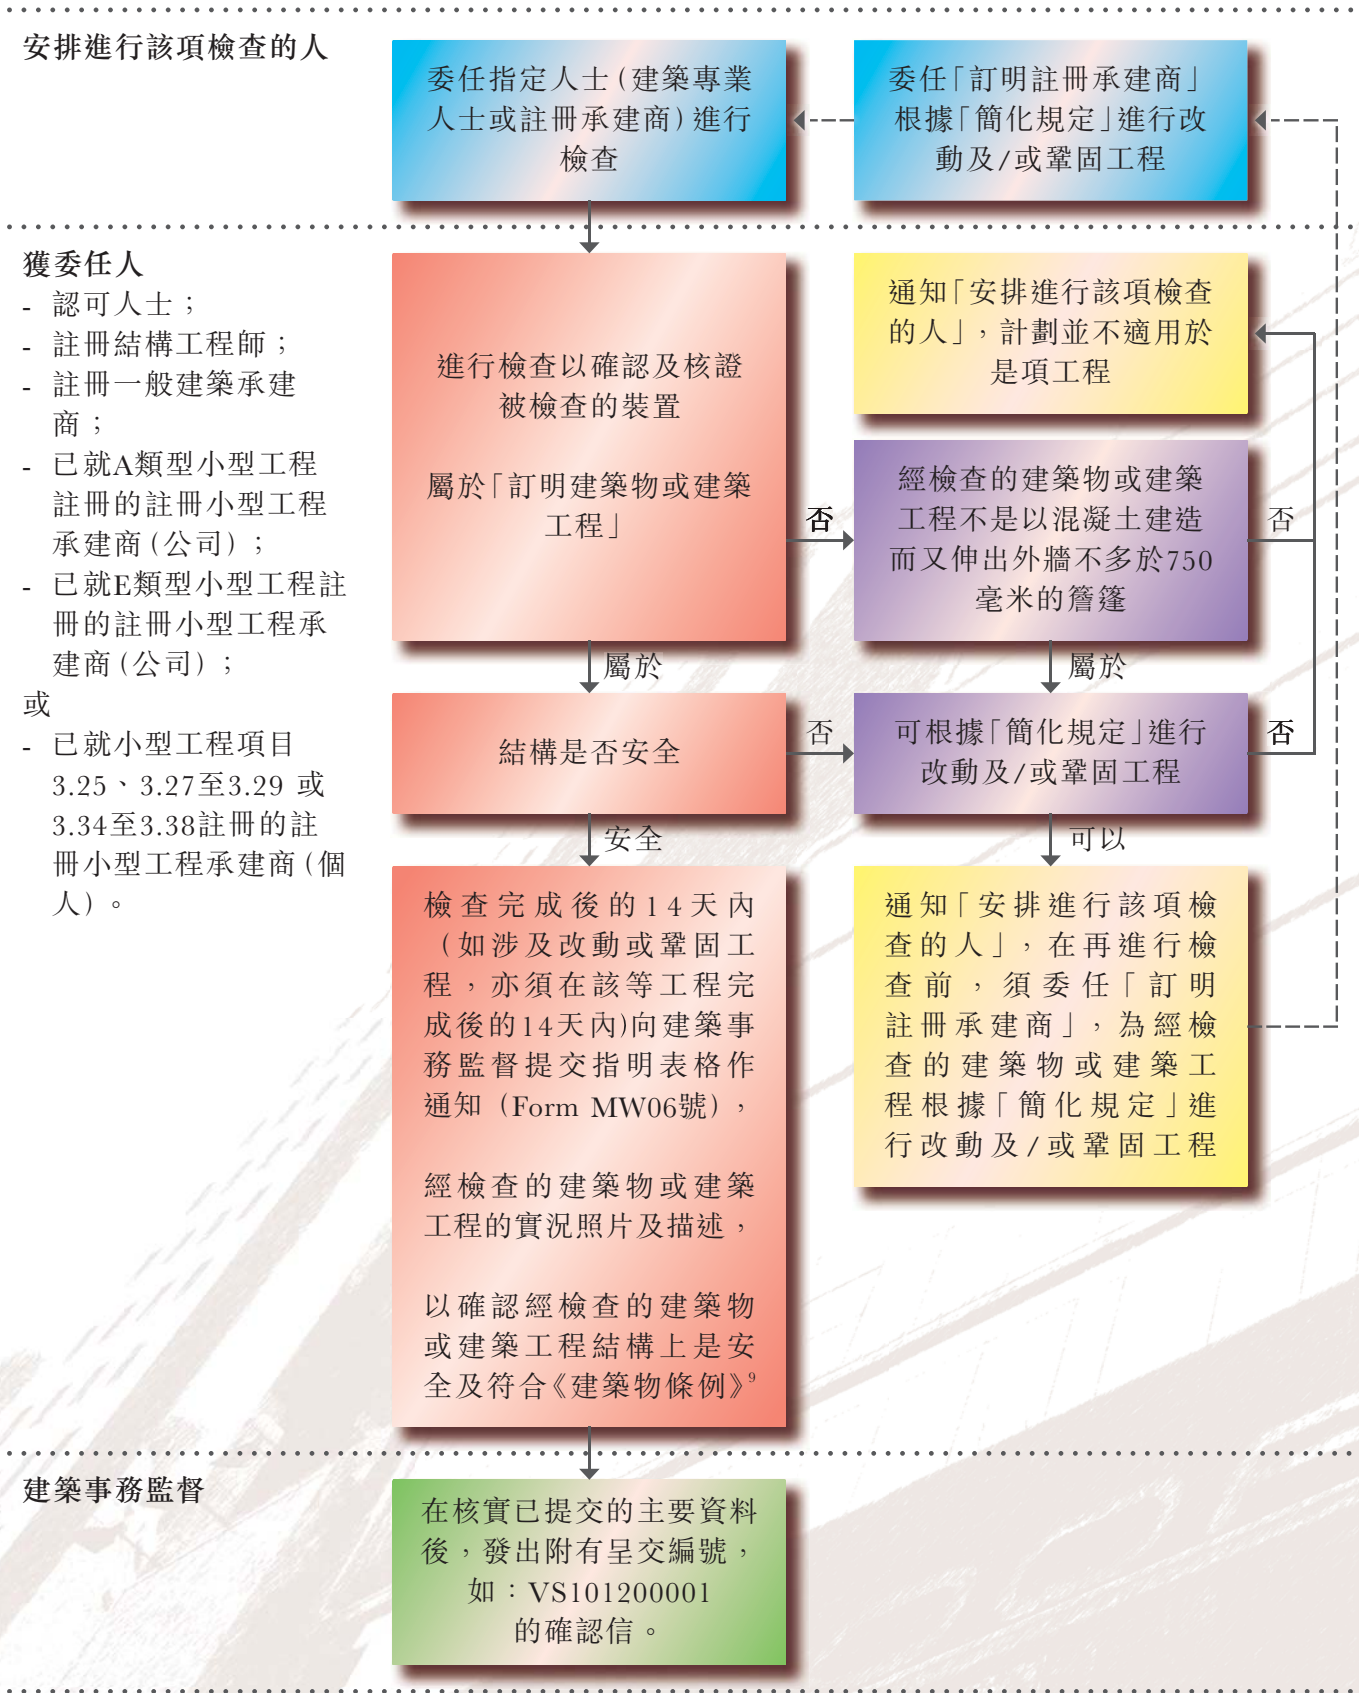 安排進行該項檢查的人
委任指定人士(建築專業
人士或註冊承建商)進行
檢查
委任「訂明註冊承建商」
根據「簡化規定」進行改
動及/或鞏固工程
獲委任人
- 認可人士；
- 註冊結構工程師；
- 註冊一般建築承建
商；
- 已就A類型小型工程
註冊的註冊小型工程
承建商(公司)；
- 已就E類型小型工程註
冊的註冊小型工程承
建商(公司)；
或
- 已就小型工程項目
3.25、3.27至3.29 或
3.34至3.38註冊的註
冊小型工程承建商(個
人)。
進行檢查以確認及核證
被檢查的裝置
屬於「訂明建築物或建築
工程」
否
通知「安排進行該項檢查
的人」，計劃並不適用於
是項工程
經檢查的建築物或建築
工程不是以混凝土建造
而又伸出外牆不多於750
毫米的簷篷
否
屬於
屬於
結構是否安全
否
可根據「簡化規定」進行
改動及/或鞏固工程
否
安全
可以
檢查完成後的14天內
(如涉及改動或鞏固工
程，亦須在該等工程完
成後的14天內)向建築事
務監督提交指明表格作
通知 (Form MW06號)，
經檢查的建築物或建築
工程的實況照片及描述，
以確認經檢查的建築物
或建築工程結構上是安
全及符合《建築物條例》9
通知「安排進行該項檢
查的人」，在再進行檢
查前，須委任「訂明
註冊承建商」，為經檢
查的建築物或建築工
程根據「簡化規定」進
行改動及/或鞏固工程
建築事務監督
在核實已提交的主要資料
後，發出附有呈交編號，
如：VS101200001
的確認信。